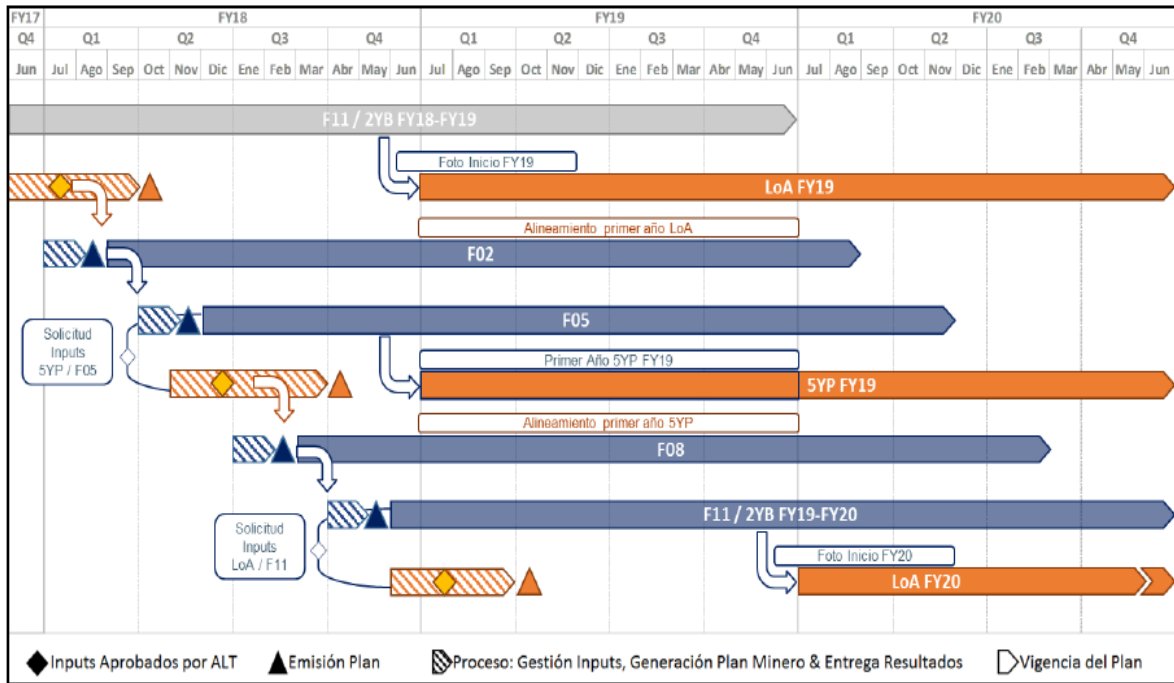 FY17 FY18 FY19 FY20
Q4 Q1 Q2 Q3 Q4 Q1 Q2 Q3 Q4 Q1 Q2 Q3 Q4
Jun Jul Ago Sep Oct Nov Dic Ene Feb Mar Abr May Jun Jul Ago Sep Oct Nov Dic Ene Feb Mar Abr May Jun Jul Ago Sep Oct Nov Dic Ene Feb Mar Abr May Jun
F11 / 2YB FY18-FY19
Foto Inicio FY19
LoA FY19
Alineamiento primer año LoA
F02
F05
Solicitud
Inputs
5YP / F05
Primer Año 5YP FY19
5YP FY19
Alineamiento primer año 5YP
F08
F11 / 2YB FY19-FY20
Solicitud
Inputs
LoA / F11
Foto Inicio FY20
LoA FY20
Inputs Aprobados por ALT Emisión Plan Proceso: Gestión Inputs, Generación Plan Minero & Entrega Resultados Vigencia del Plan